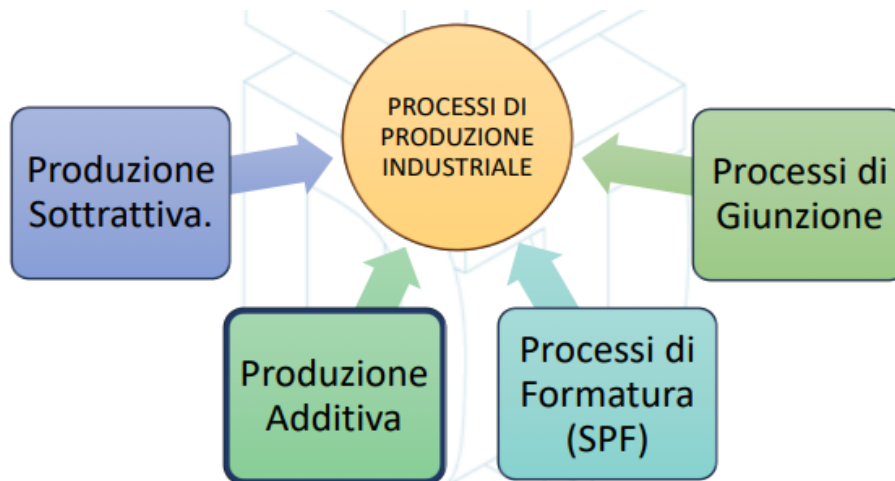 PROCESSI DI
PRODUZIONE
INDUSTRIALE
Produzione
Sottrattiva.
Processi di
Giunzione
Produzione
Additiva
Processi di
Formatura
(SPF)